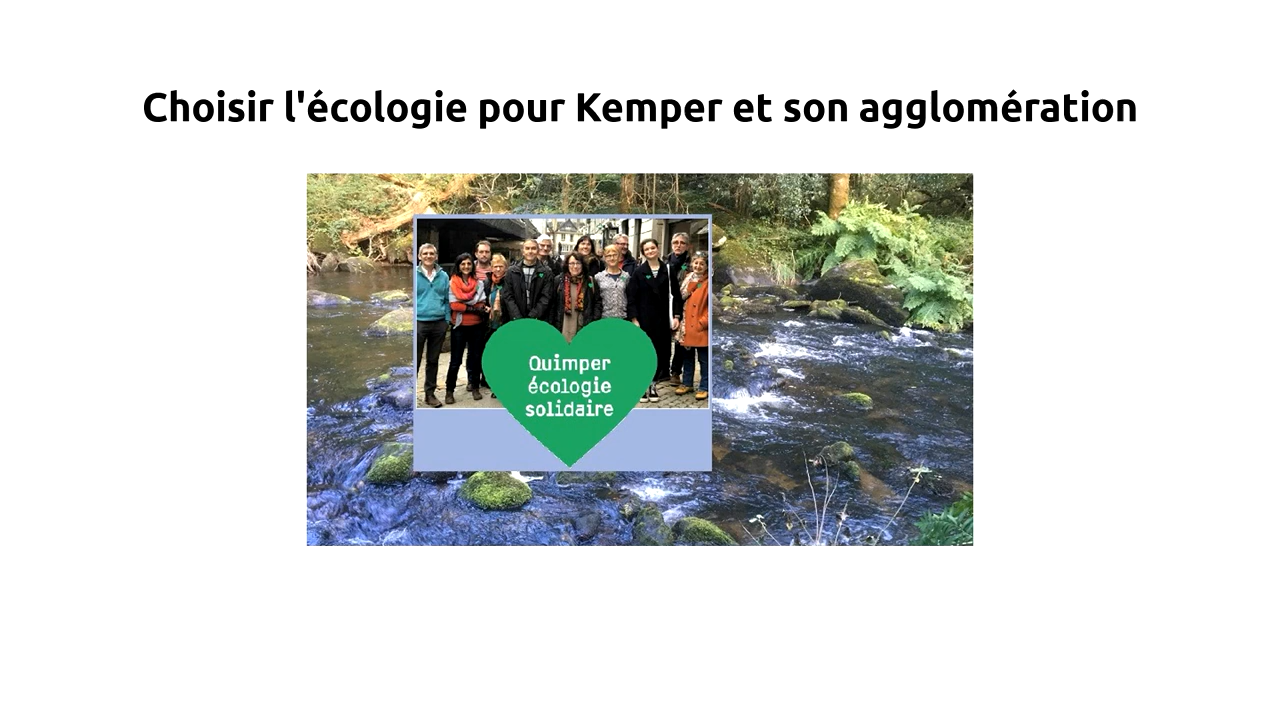 Choisir l'écologie pour Kemper et son agglomération
Quimper
écologie
solidaire